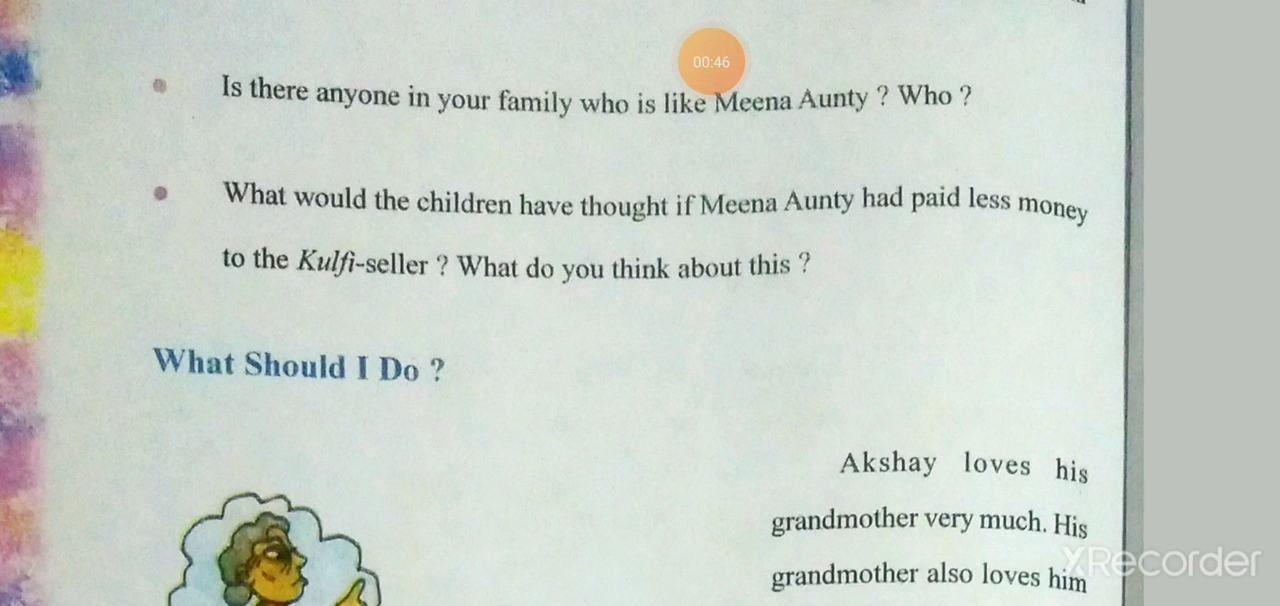 00:46
Is there anyone in your family who is like Meena Aunty ? Who ?
What would the children have thought if Meena Aunty had paid less money
to the Kulfi-seller ? What do you think about this ?
What Should I Do ?
Akshay loves his
grandmother very much. His
grandmother also loves him
XRecorder